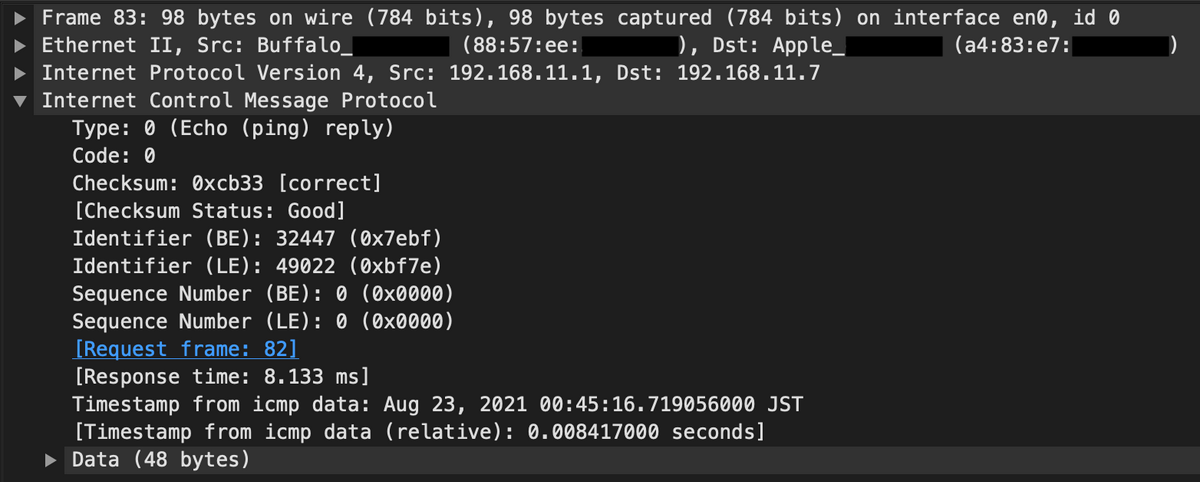 Frame 83: 98 bytes on wire (784 bits), 98 bytes captured (784 bits) on interface en0, id 0
Ethernet II, Src: Buffalo_ (88:57:ee: ), Dst: Apple_ (a4:83:e7: )
Internet Protocol Version 4, Src: 192.168.11.1, Dst: 192.168.11.7
Internet Control Message Protocol
Type: 0 (Echo (ping) reply)
Code: 0
Checksum: 0xcb33 [correct]
[Checksum Status: Good]
Identifier (BE): 32447 (0x7ebf)
Identifier (LE): 49022 (0xbf7e)
Sequence Number (BE): 0 (0x0000)
Sequence Number (LE): 0 (0x0000)
[Request frame: 82]
[Response time: 8.133 ms]
Timestamp from icmp data: Aug 23, 2021 00:45:16.719056000 JST
[Timestamp from icmp data (relative): 0.008417000 seconds]
Data (48 bytes)